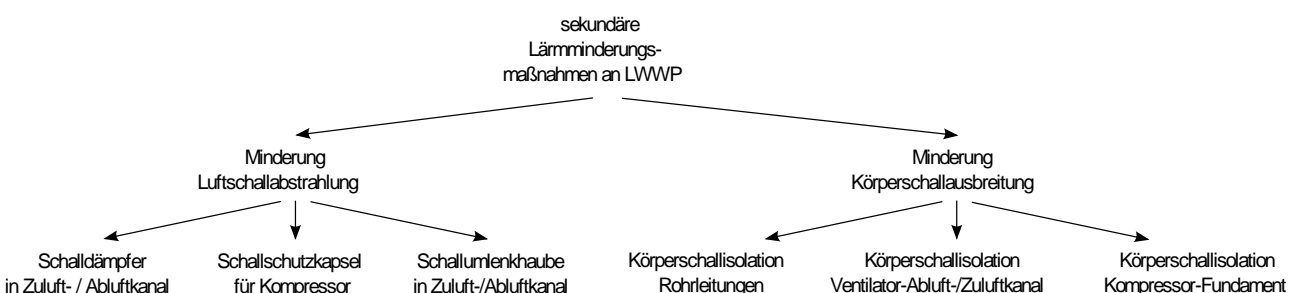 sekundäre
Lärmminderungs-
maßnahmen an LWWP
Minderung
Luftschallabstrahlung
Minderung
Körperschallausbreitung
Schalldämpfer
in Zuluft- / Abluftkanal
Schallschutzkapsel
für Kompressor
Schallumlenkhaube
in Zuluft-/Abluftkanal
Körperschallisolation
Rohrleitungen
Körperschallisolation
Ventilator-Abluft-/Zuluftkanal
Körperschallisolation
Kompressor-Fundament